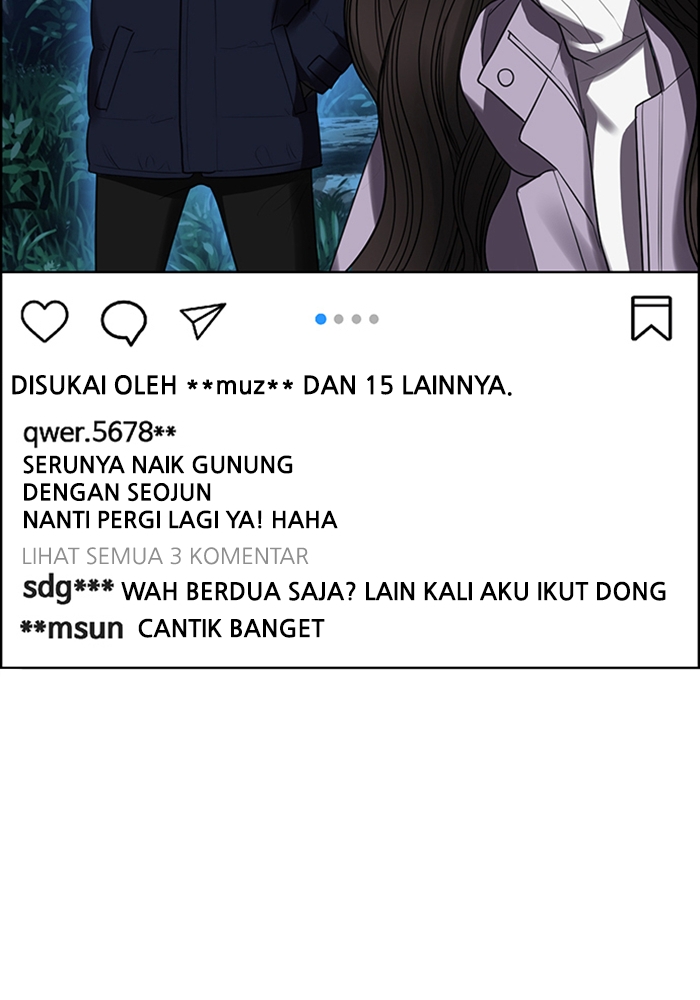 DISUKAI OLEH **muz** DAN 15 LAINNYA.
qwer.5678**
SERUNYA NAIK GUNUNG
DENGAN SEOJUN
NANTI PERGI LAGI YA! HAHA
LIHAT SEMUA 3 KOMENTAR
sdg*** WAH BERDUA SAJA? LAIN KALI AKU IKUT DONG
**msun CANTIK BANGET